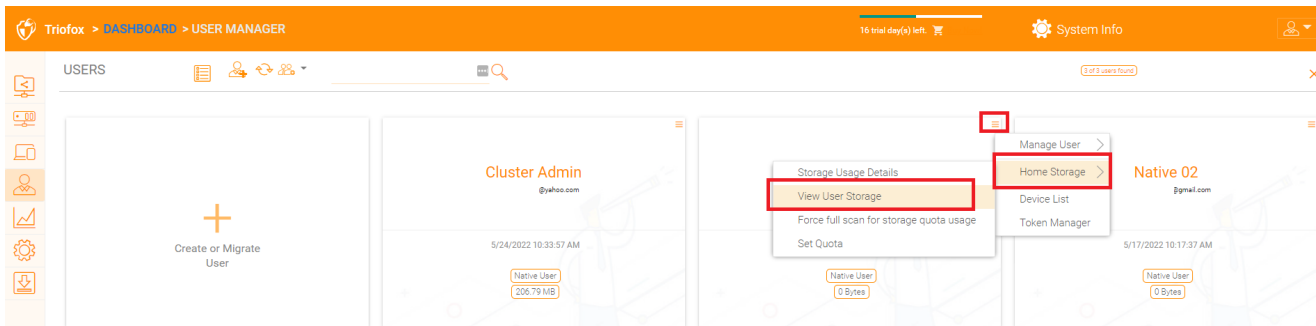 Triofox > DASHBOARD > USER MANAGER
16 trial day(s) left.
System Info
USERS
3 of 3 users found
Create or Migrate
User
Cluster Admin
@yahoo.com
5/24/2022 10:33:57 AM
Native User
206.79 MB
Storage Usage Details
View User Storage
Force full scan for storage quota usage
Set Quota
Native User
0 Bytes
Manage User
Home Storage
Device List
Token Manager
Native 02
@gmail.com
5/17/2022 10:17:37 AM
Native User
0 Bytes